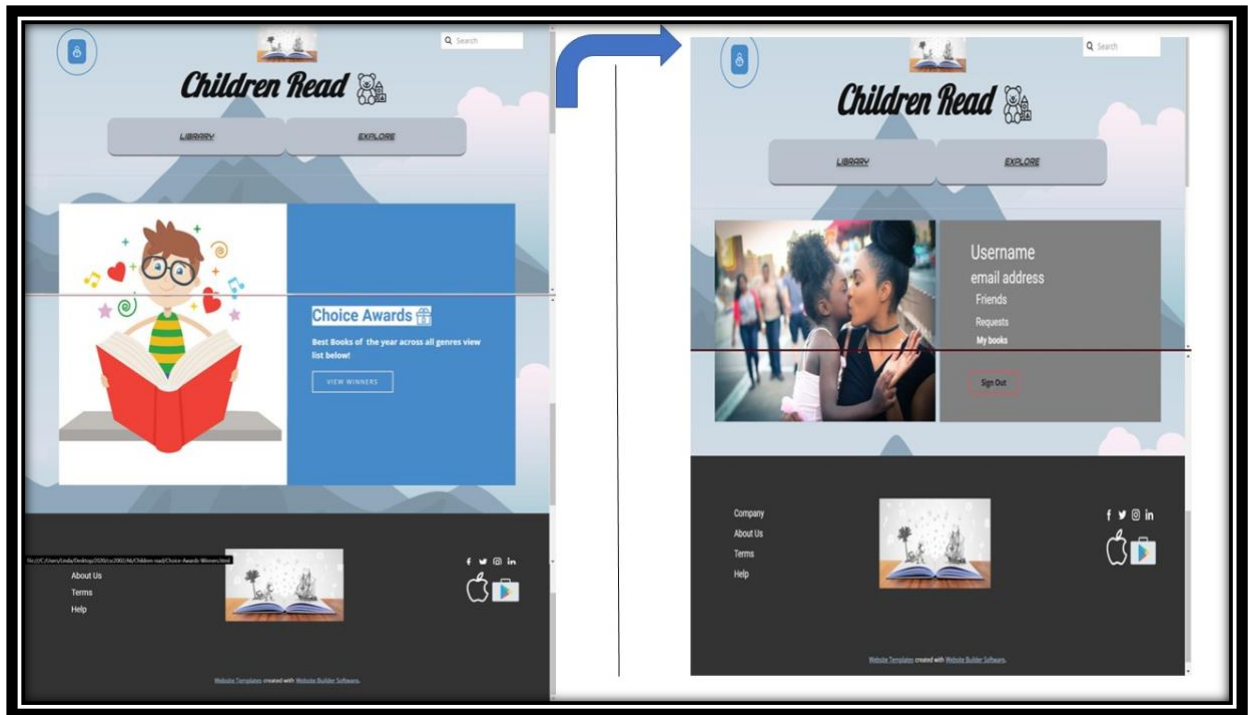 Search
Children Read
LIBRARY
EXPLORE
Choice Awards
Best Books of the year across all genres view
list below!
VIEW WINNERS
About Us
Terms
Help
Website Templates created with Website Builder Software.
Search
Children Read
LIBRARY
EXPLORE
Username
email address
Friends
Requests
My books
Sign Out
Company
About Us
Terms
Help
Website Templates created with Website Builder Software.